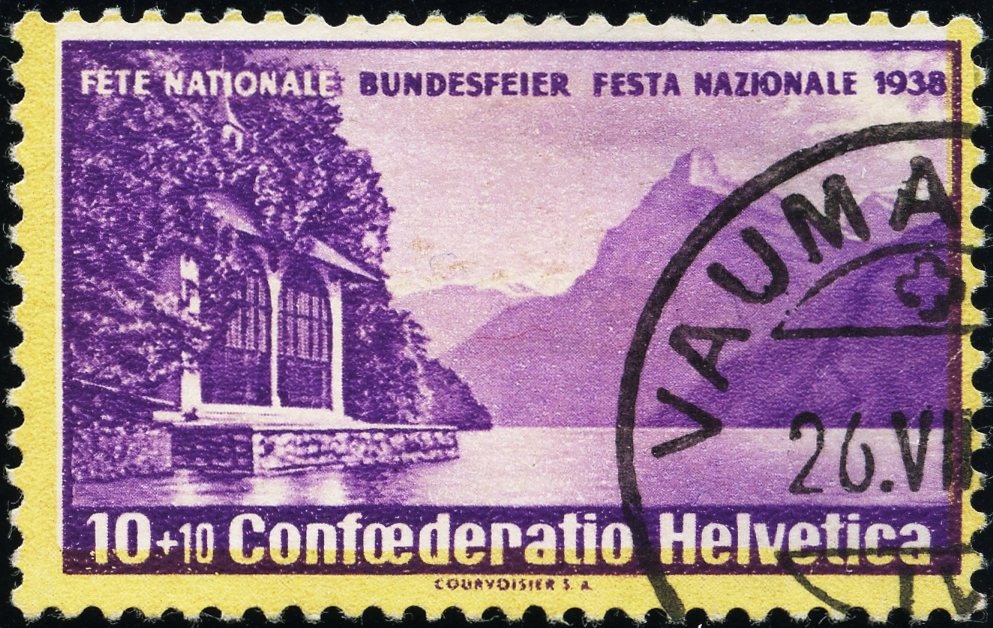 FÊTE NATIONALE BUNDESFEIER FESTA NAZIONALE 1938
VAUMA
26.VI
10+10 Confœderatio Helvetica
COURVOISIER S. A.